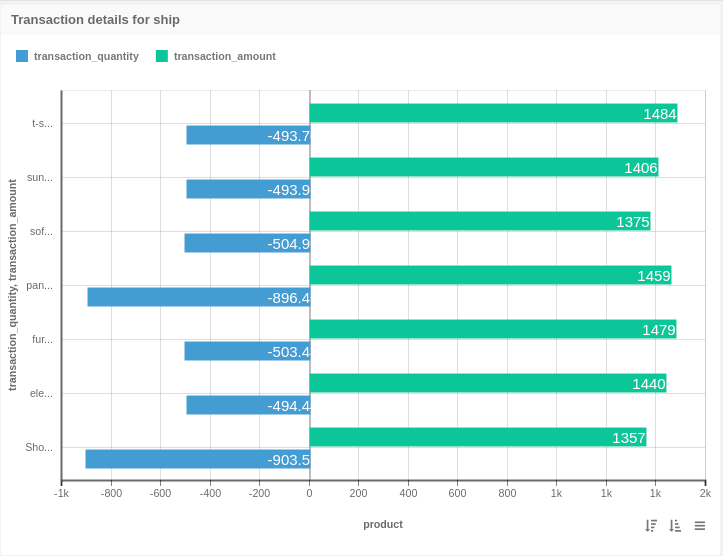 Transaction details for ship
transaction_quantity transaction_amount
t-s...
1484
-493.7
sun...
1406
-493.9
sof...
1375
-504.9
pan...
1459
-896.4
fur...
1479
-503.4
ele...
1440
-494.4
Sho...
1357
-903.5
transaction_quantity, transaction_amount
-1k -800 -600 -400 -200 0 200 400 600 800 1k 1k 1k 2k
product